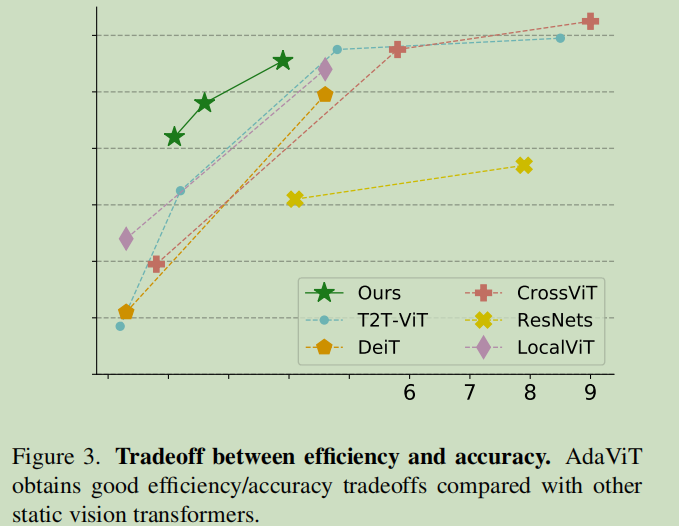 Ours
T2T-ViT
DeiT
CrossViT
ResNets
LocalViT
6 7 8 9
Figure 3. Tradeoff between efficiency and accuracy. AdaViT
obtains good efficiency/accuracy tradeoffs compared with other
static vision transformers.